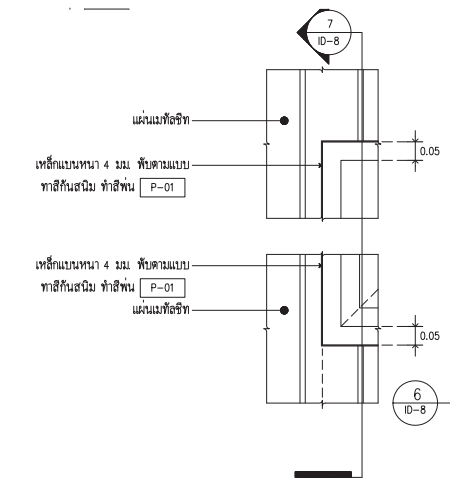 7
ID-8
แผ่นเมทัลชีท
0.05
เหล็กแบนหนา 4 มม. พับตามแบบ
ทาสีกันสนิม ทำสีพ่น P-01
เหล็กแบนหนา 4 มม. พับตามแบบ
ทาสีกันสนิม ทำสีพ่น P-01
แผ่นเมทัลชีท
0.05
6
ID-8